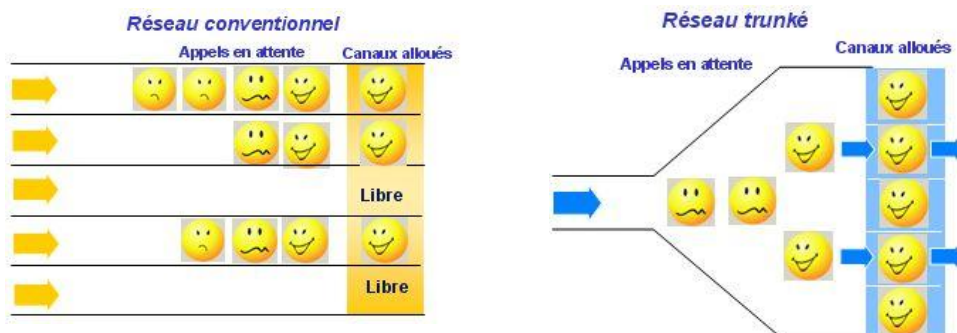 Réseau conventionnel
Appels en attente
Canaux alloués
Libre
Libre
Réseau trunké
Canaux alloués
Appels en attente